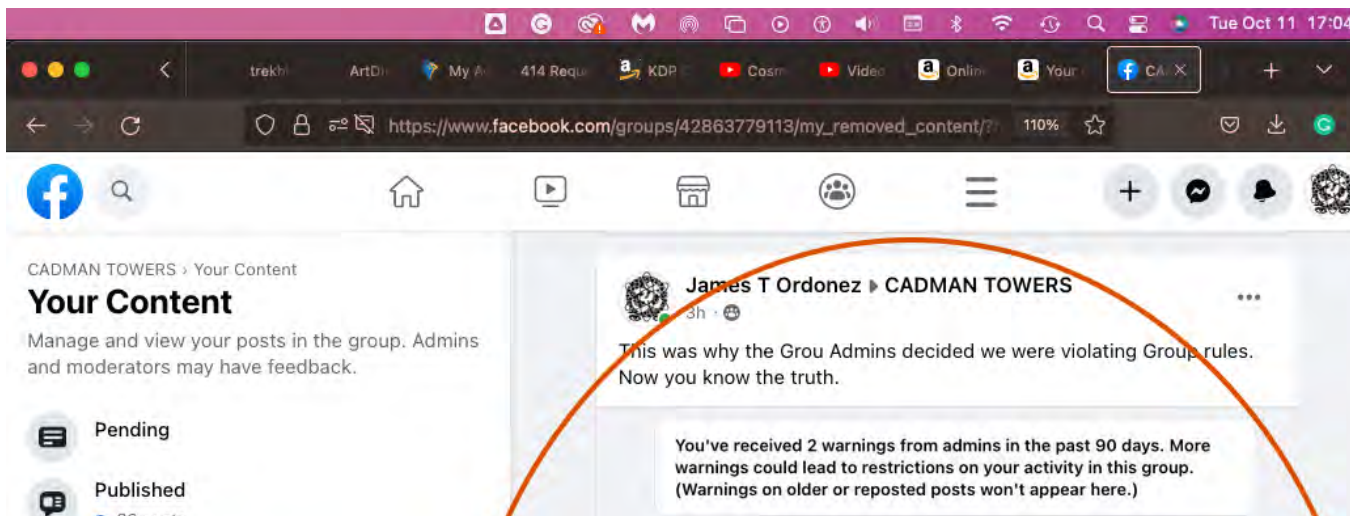 Tue Oct 11 17:04
trekh
ArtDi
My A
414 Requ
KDP
Cosm
Video
Onlin
Your
CA
https://www.facebook.com/groups/42863779113/my_removed_content/?
110%
CADMAN TOWERS › Your Content
Your Content
Manage and view your posts in the group. Admins
and moderators may have feedback.
Pending
Published
James T Ordonez ▸ CADMAN TOWERS
3h ·
This was why the Grou Admins decided we were violating Group rules.
Now you know the truth.
You've received 2 warnings from admins in the past 90 days. More
warnings could lead to restrictions on your activity in this group.
(Warnings on older or reposted posts won't appear here.)